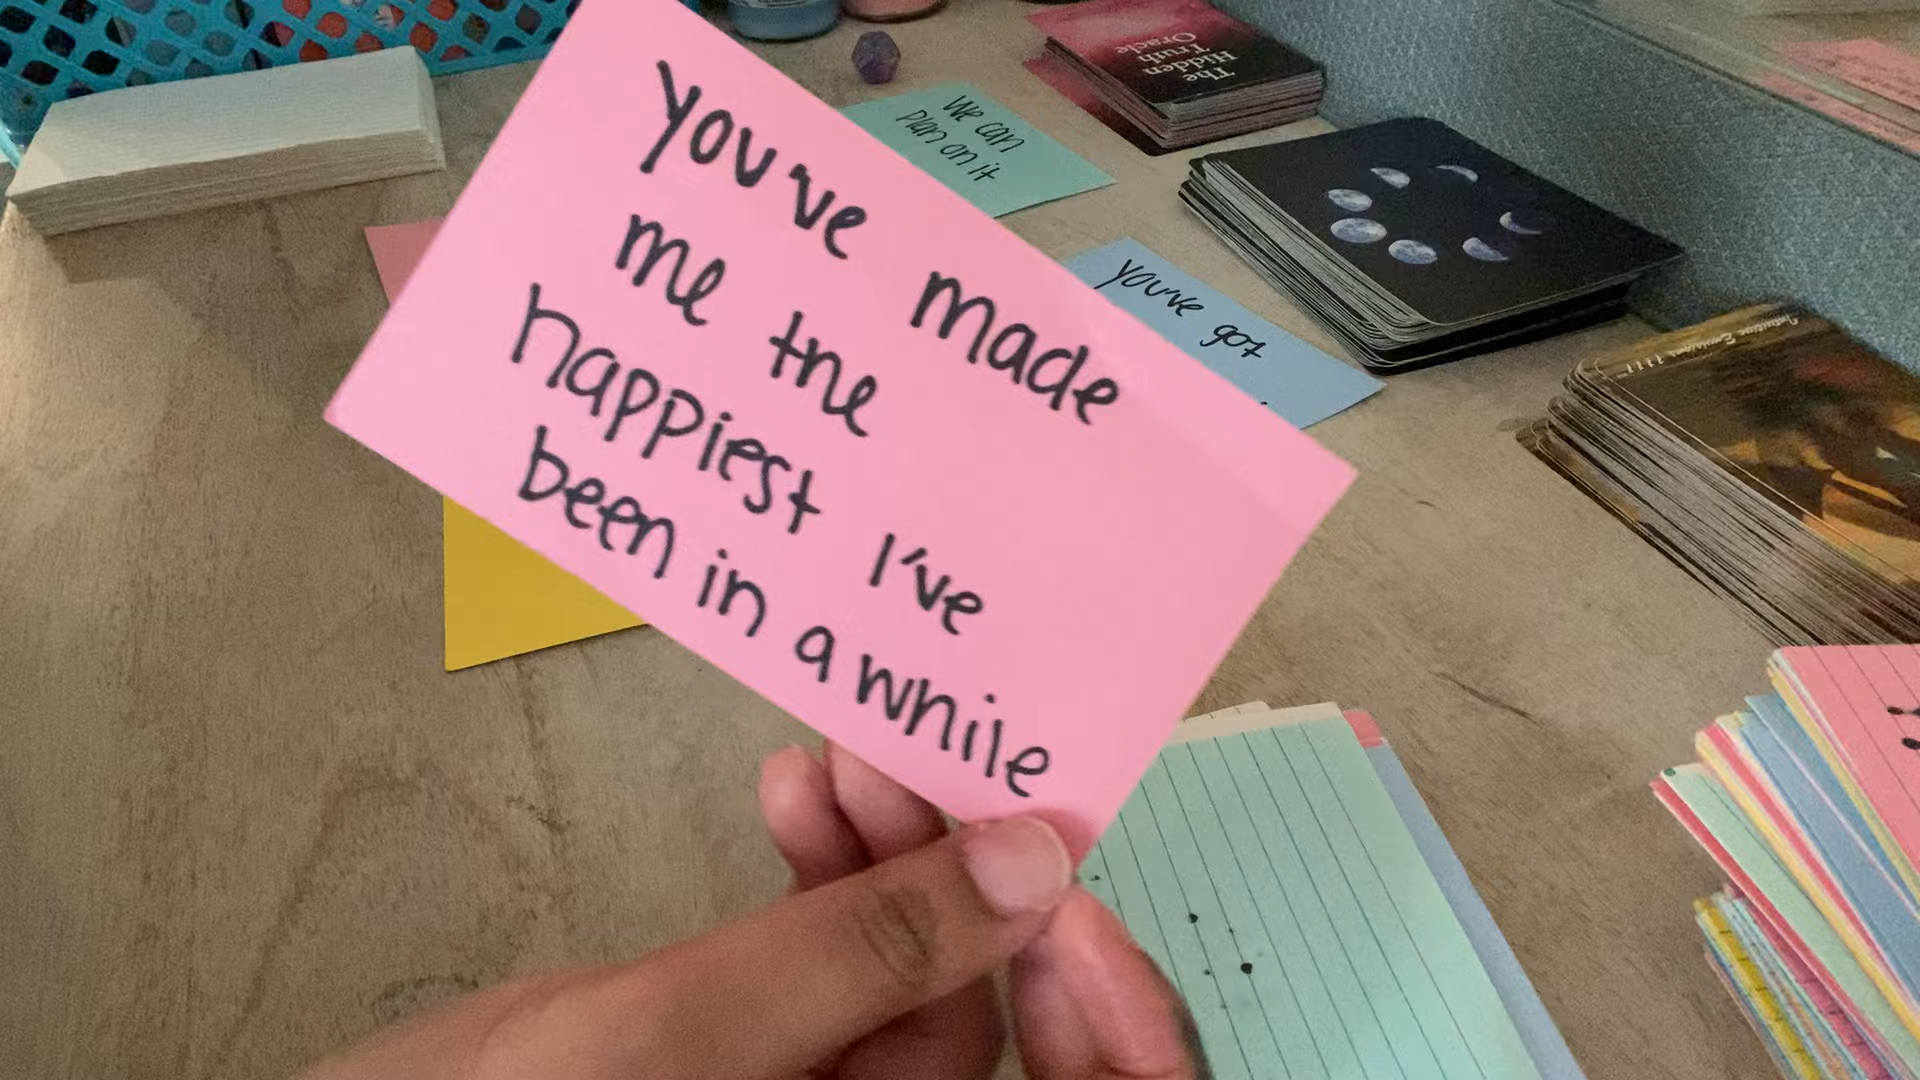 you've made
me the
happiest I've
been in a while
We can
plan on it
you've got
The
Hidden
Truth
Oracle